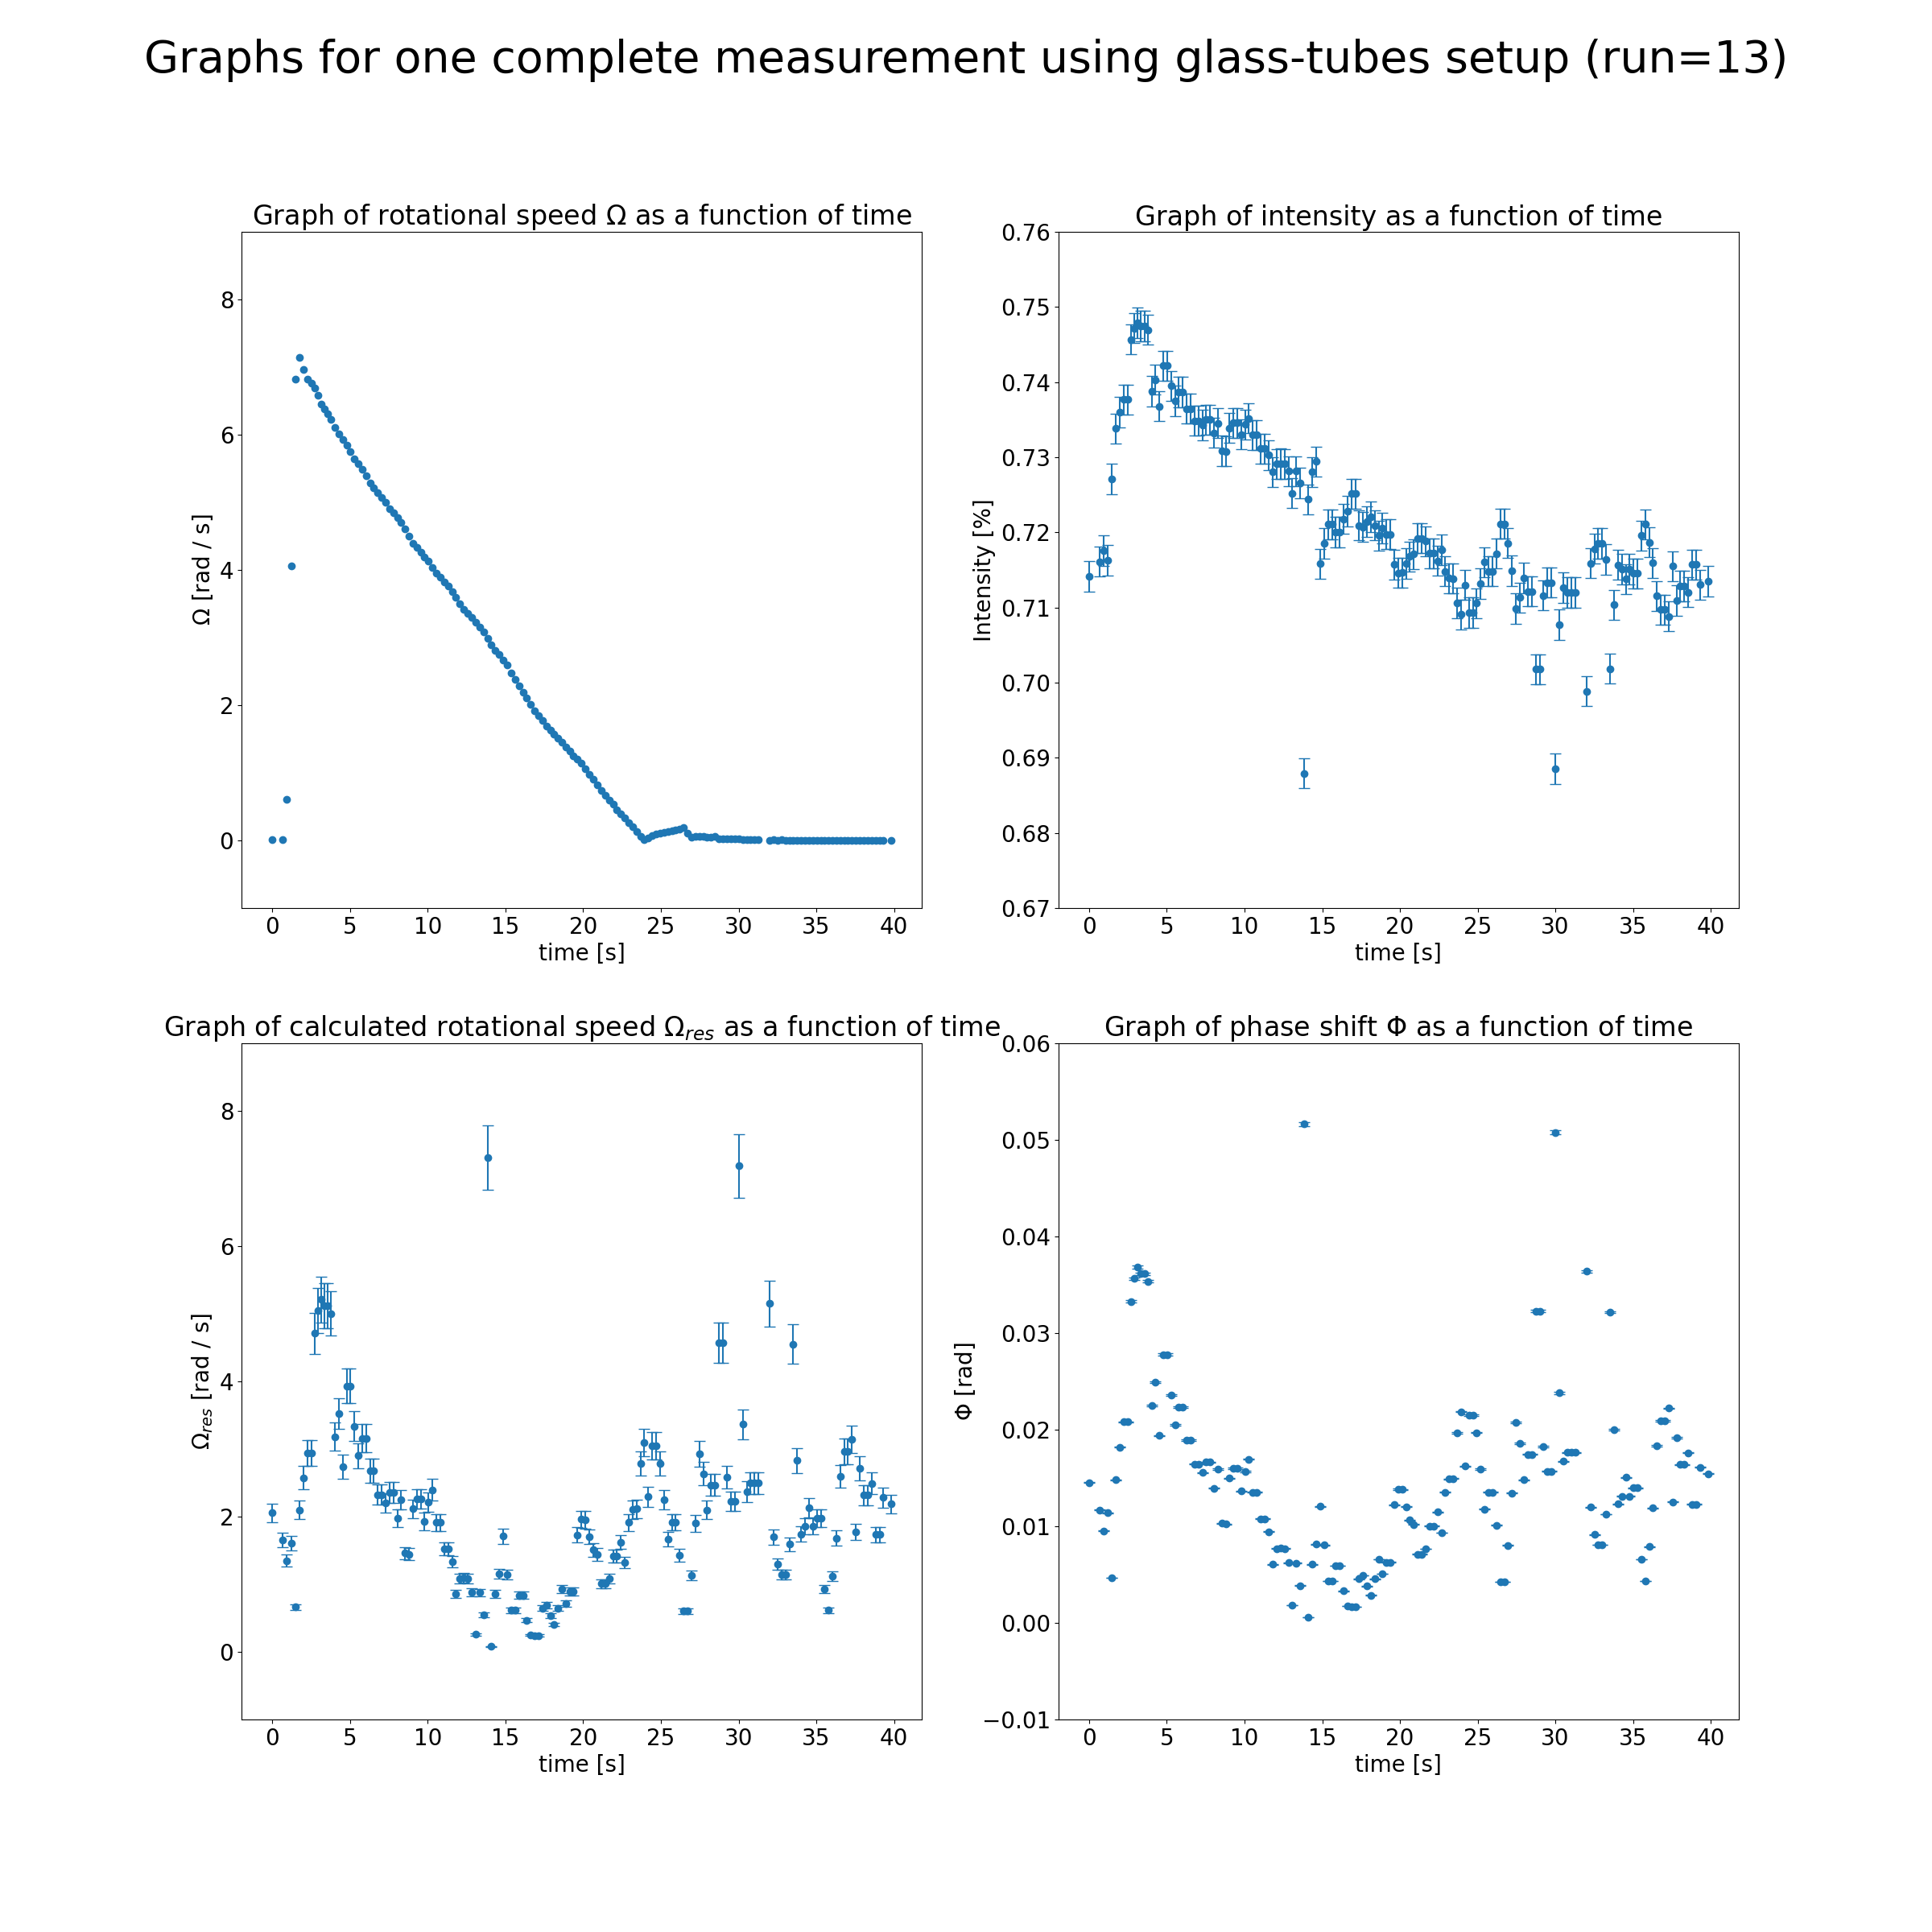 Graphs for one complete measurement using glass-tubes setup (run=13)
Graph of rotational speed Ω as a function of time
8
6
4
2
0
Ω [rad / s]
0 5 10 15 20 25 30 35 40
time [s]
Graph of intensity as a function of time
0.76
0.75
0.74
0.73
0.72
0.71
0.70
0.69
0.68
0.67
Intensity [%]
0 5 10 15 20 25 30 35 40
time [s]
Graph of calculated rotational speed Ωres as a function of time
8
6
4
2
0
Ωres [rad / s]
0 5 10 15 20 25 30 35 40
time [s]
Graph of phase shift Φ as a function of time
0.06
0.05
0.04
0.03
0.02
0.01
0.00
−0.01
Φ [rad]
0 5 10 15 20 25 30 35 40
time [s]